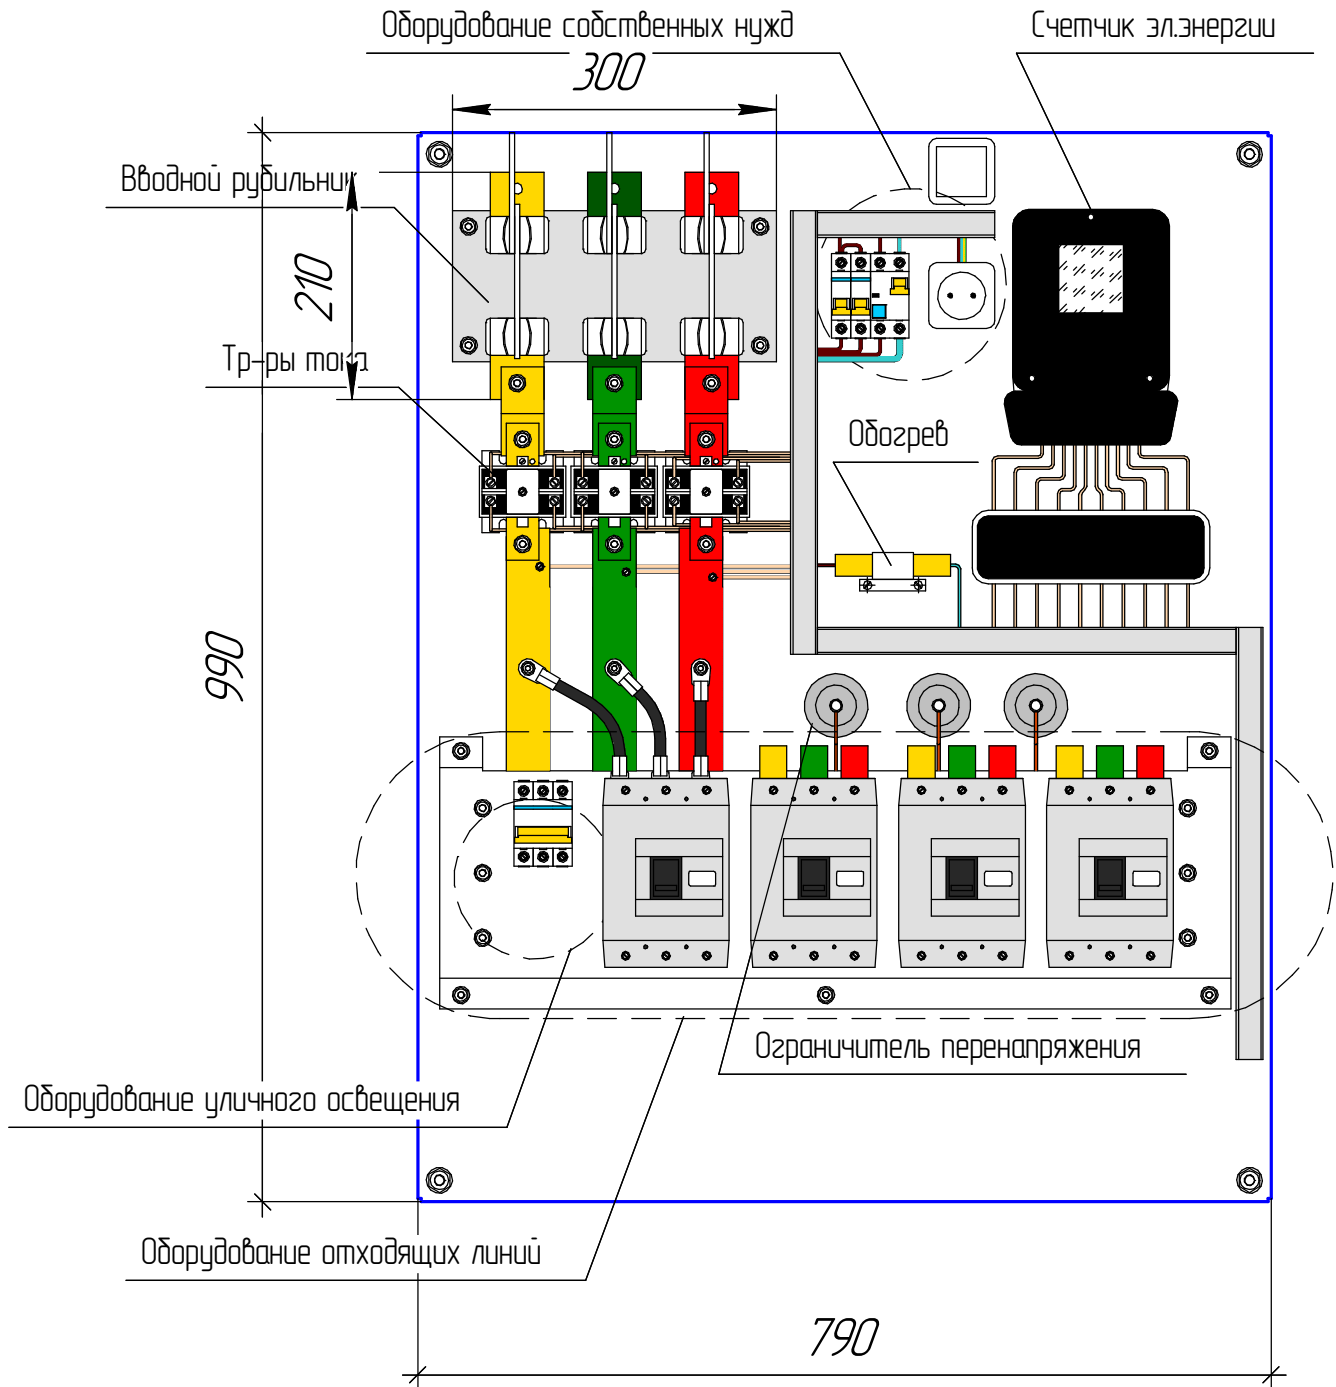 Оборудование собственных нужд
Счетчик эл.энергии
300
Вводной рубильник
210
Тр-ры тока
Обогрев
990
Ограничитель перенапряжения
Оборудование уличного освещения
Оборудование отходящих линий
790